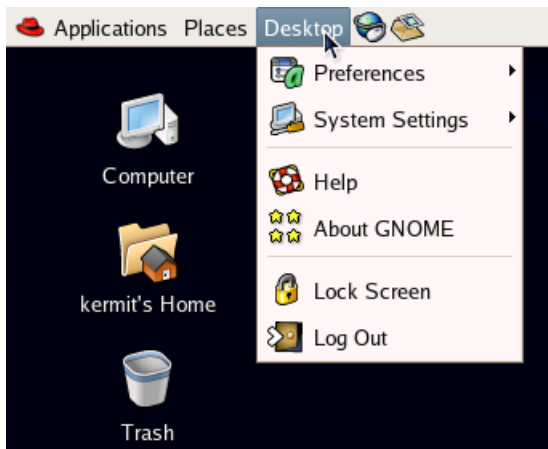 Applications Places Desktop
Preferences
System Settings
Computer
Help
About GNOME
kermit's Home
Lock Screen
Log Out
Trash